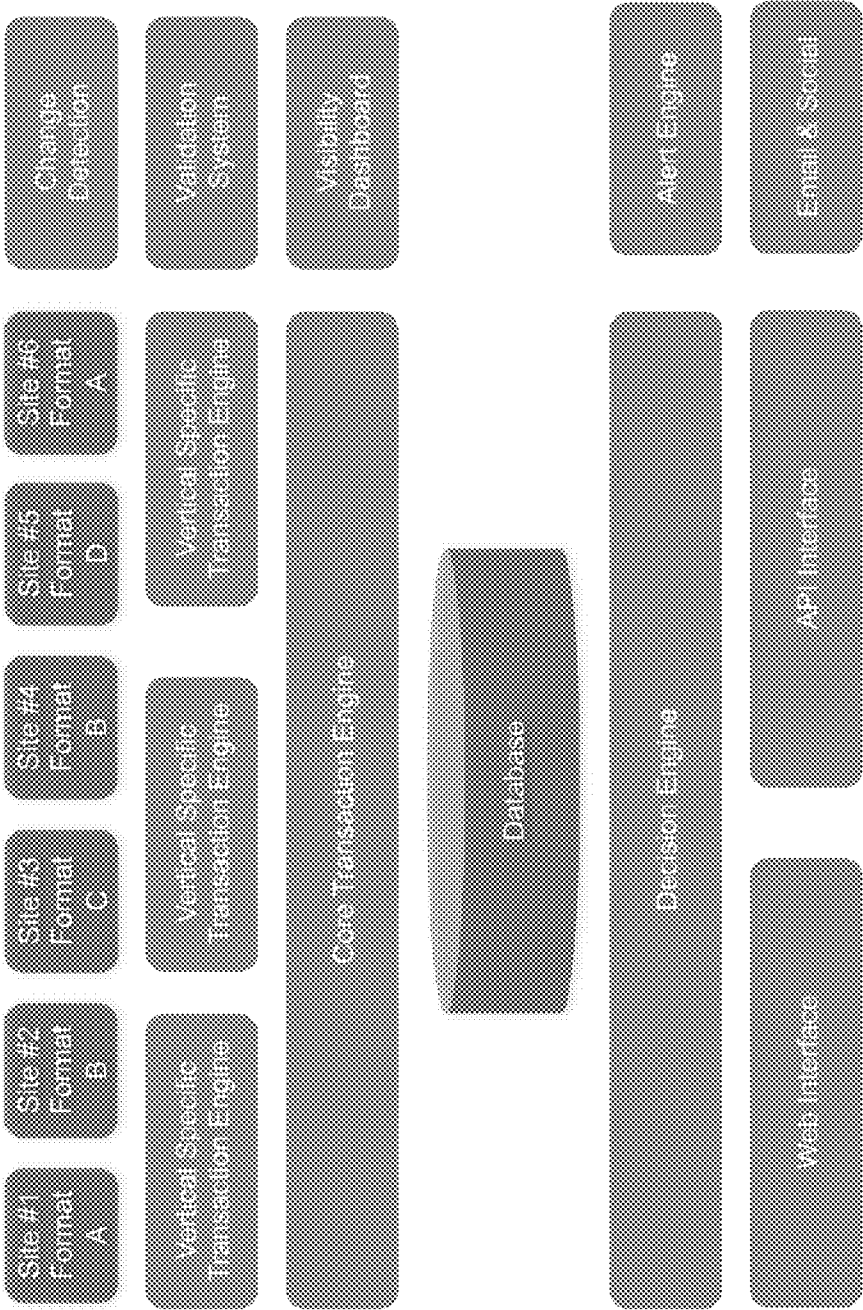 Site #1
Format
A
Site #2
Format
B
Site #3
Format
C
Site #4
Format
B
Site #5
Format
D
Site #6
Format
A
Change
Detection
Vertical Specific
Transaction Engine
Vertical Specific
Transaction Engine
Vertical Specific
Transaction Engine
Validation
System
Core Transaction Engine
Visibility
Dashboard
Database
Decision Engine
Alert Engine
Web Interface
API Interface
Email & Social